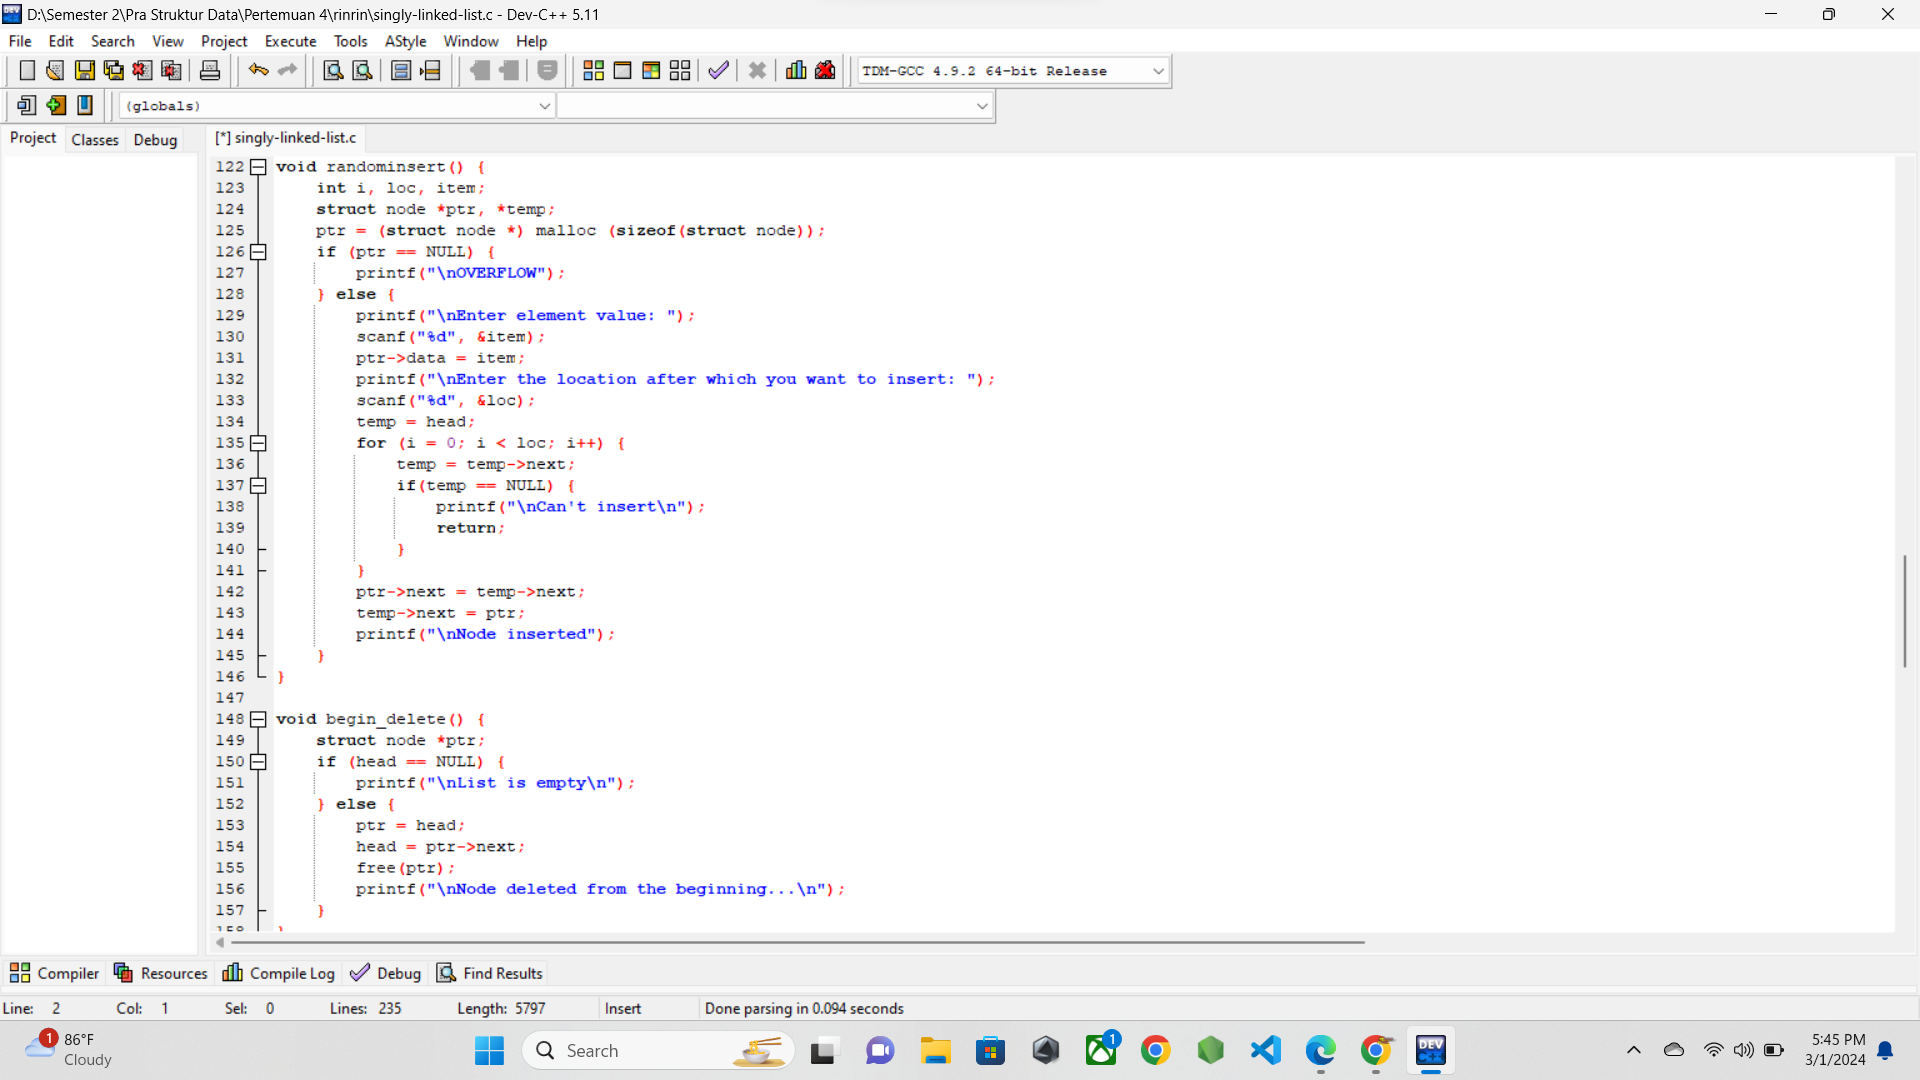 D:\Semester 2\Pra Struktur Data\Pertemuan 4\rinrin\singly-linked-list.c - Dev-C++ 5.11
File Edit Search View Project Execute Tools AStyle Window Help
TDM-GCC 4.9.2 64-bit Release
(globals)
Project Classes Debug [*] singly-linked-list.c
122 void randominsert() {
123 int i, loc, item;
124 struct node *ptr, *temp;
125 ptr = (struct node *) malloc (sizeof(struct node));
126 if (ptr == NULL) {
127 printf("\nOVERFLOW");
128 } else {
129 printf("\nEnter element value: ");
130 scanf("%d", &item);
131 ptr->data = item;
132 printf("\nEnter the location after which you want to insert: ");
133 scanf("%d", &loc);
134 temp = head;
135 for (i = 0; i < loc; i++) {
136 temp = temp->next;
137 if(temp == NULL) {
138 printf("\nCan't insert\n");
139 return;
140 }
141 }
142 ptr->next = temp->next;
143 temp->next = ptr;
144 printf("\nNode inserted");
145 }
146 }
147
148 void begin_delete() {
149 struct node *ptr;
150 if (head == NULL) {
151 printf("\nList is empty\n");
152 } else {
153 ptr = head;
154 head = ptr->next;
155 free(ptr);
156 printf("\nNode deleted from the beginning...\n");
157 }
158 }
Compiler Resources Compile Log Debug Find Results
Line: 2 Col: 1 Sel: 0 Lines: 235 Length: 5797 Insert Done parsing in 0.094 seconds
1 86°F
Cloudy
Search
1
DEV C++
5:45 PM
3/1/2024